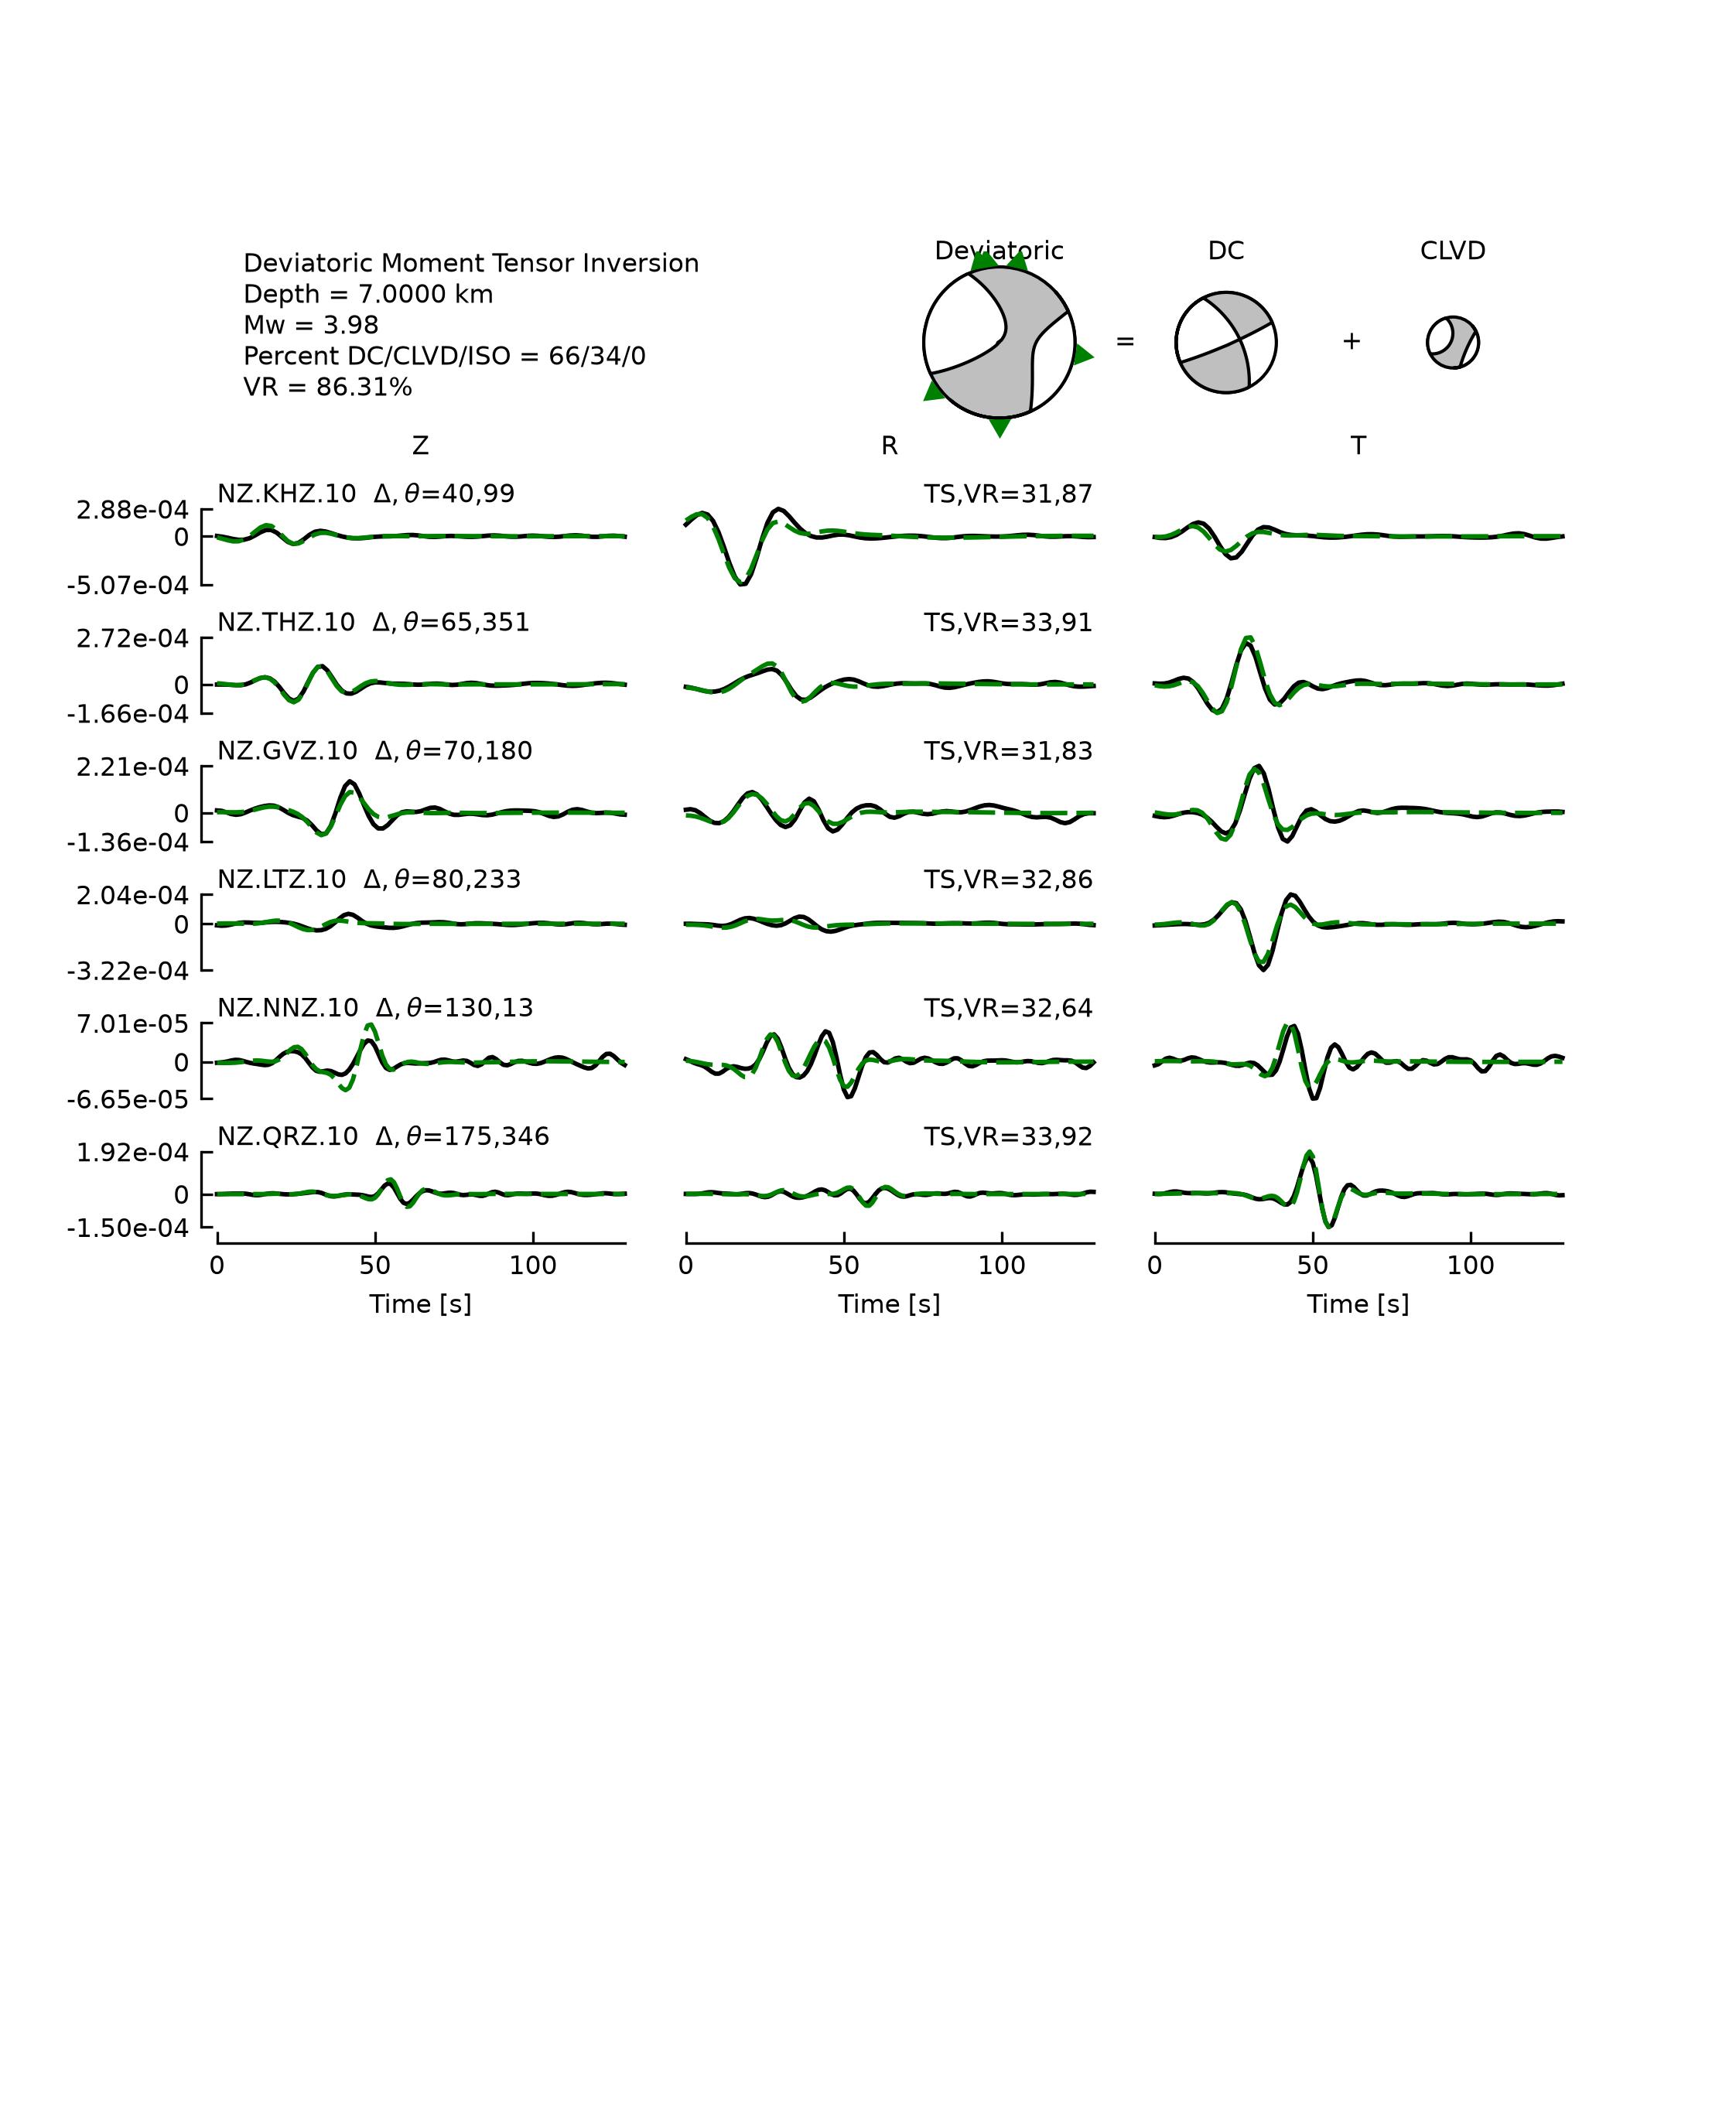 Deviatoric Moment Tensor Inversion
Depth = 7.0000 km
Mw = 3.98
Percent DC/CLVD/ISO = 66/34/0
VR = 86.31%
Deviatoric
=
DC
+
CLVD
Z
R
T
NZ.KHZ.10 Δ,θ=40,99
TS,VR=31,87
2.88e-04
0
-5.07e-04
NZ.THZ.10 Δ,θ=65,351
TS,VR=33,91
2.72e-04
0
-1.66e-04
NZ.GVZ.10 Δ,θ=70,180
TS,VR=31,83
2.21e-04
0
-1.36e-04
NZ.LTZ.10 Δ,θ=80,233
TS,VR=32,86
2.04e-04
0
-3.22e-04
NZ.NNZ.10 Δ,θ=130,13
TS,VR=32,64
7.01e-05
0
-6.65e-05
NZ.QRZ.10 Δ,θ=175,346
TS,VR=33,92
1.92e-04
0
-1.50e-04
0 50 100
0 50 100
0 50 100
Time [s]
Time [s]
Time [s]